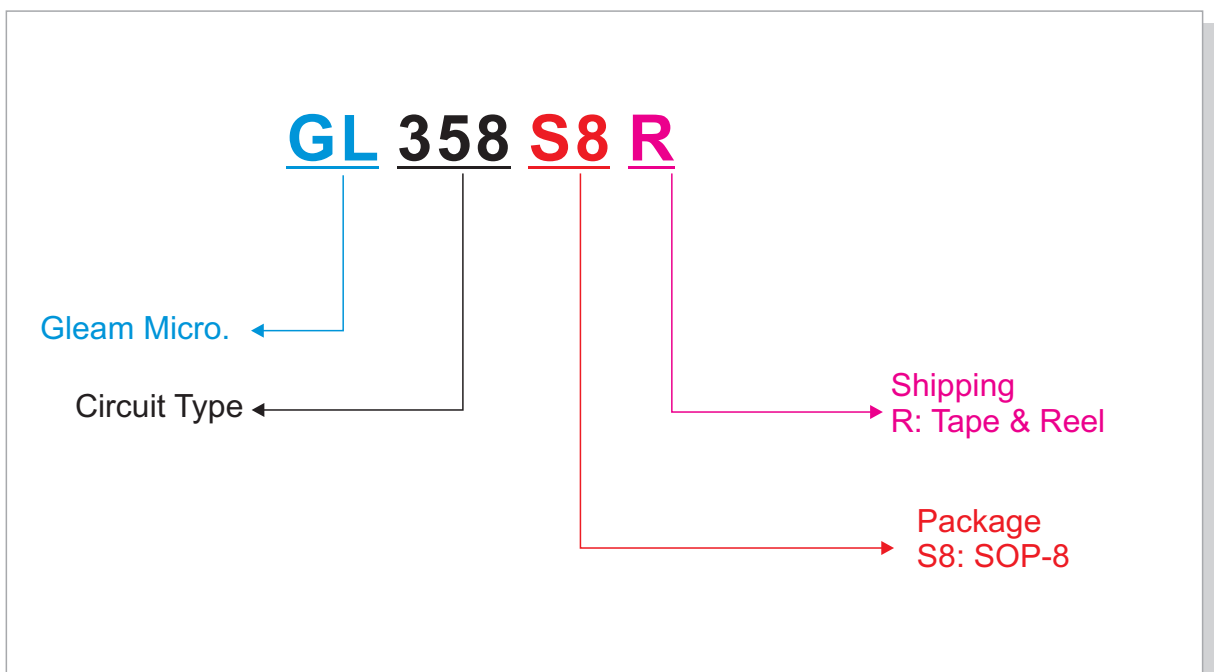 GL 358 S8 R
Gleam Micro.
Circuit Type
Shipping
R: Tape & Reel
Package
S8: SOP-8